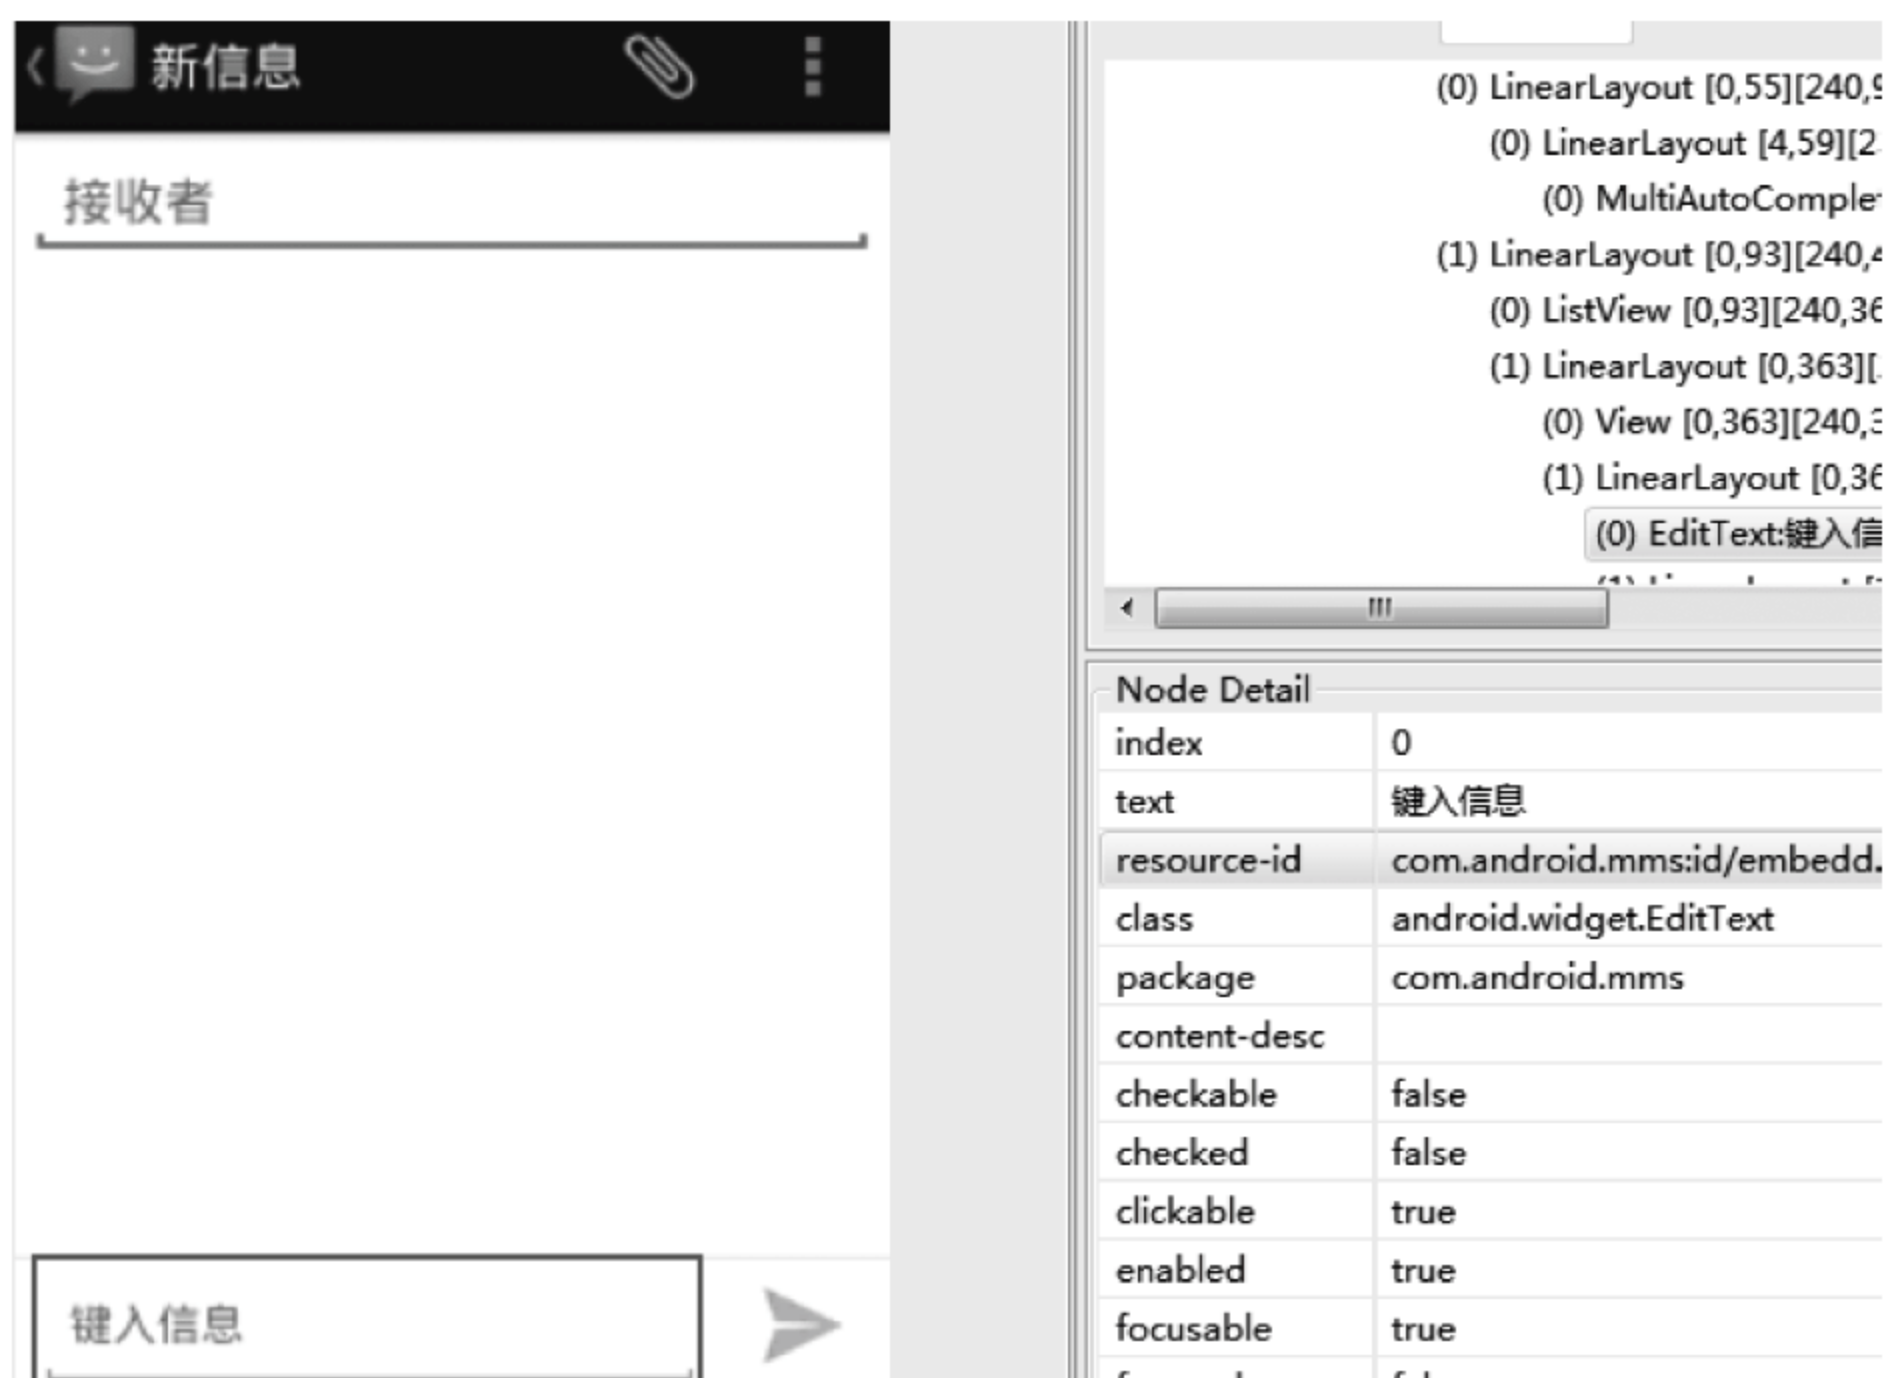 新信息
接收者
键入信息
(0) LinearLayout [0,55][240,9
(0) LinearLayout [4,59][2
(0) MultiAutoComple
(1) LinearLayout [0,93][240,4
(0) ListView [0,93][240,36
(1) LinearLayout [0,363][
(0) View [0,363][240,3
(1) LinearLayout [0,36
(0) EditText:键入信
Node Detail
index 0
text 键入信息
resource-id com.android.mms:id/embedd.
class android.widget.EditText
package com.android.mms
content-desc
checkable false
checked false
clickable true
enabled true
focusable true